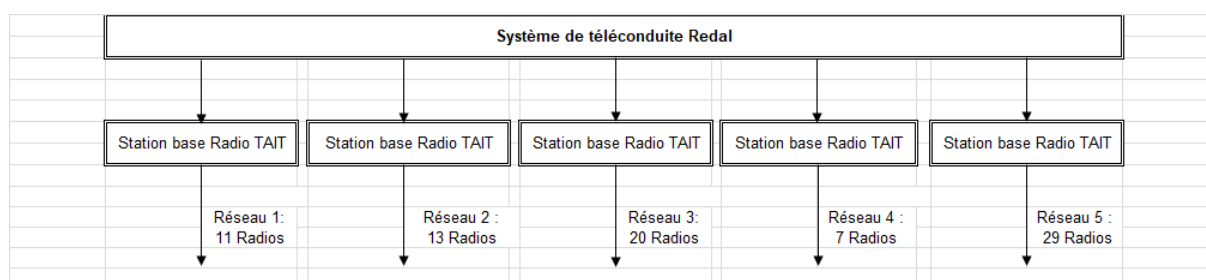 Système de téléconduite Redal
Station base Radio TAIT
Station base Radio TAIT
Station base Radio TAIT
Station base Radio TAIT
Station base Radio TAIT
Réseau 1:
11 Radios
Réseau 2 :
13 Radios
Réseau 3:
20 Radios
Réseau 4 :
7 Radios
Réseau 5 :
29 Radios